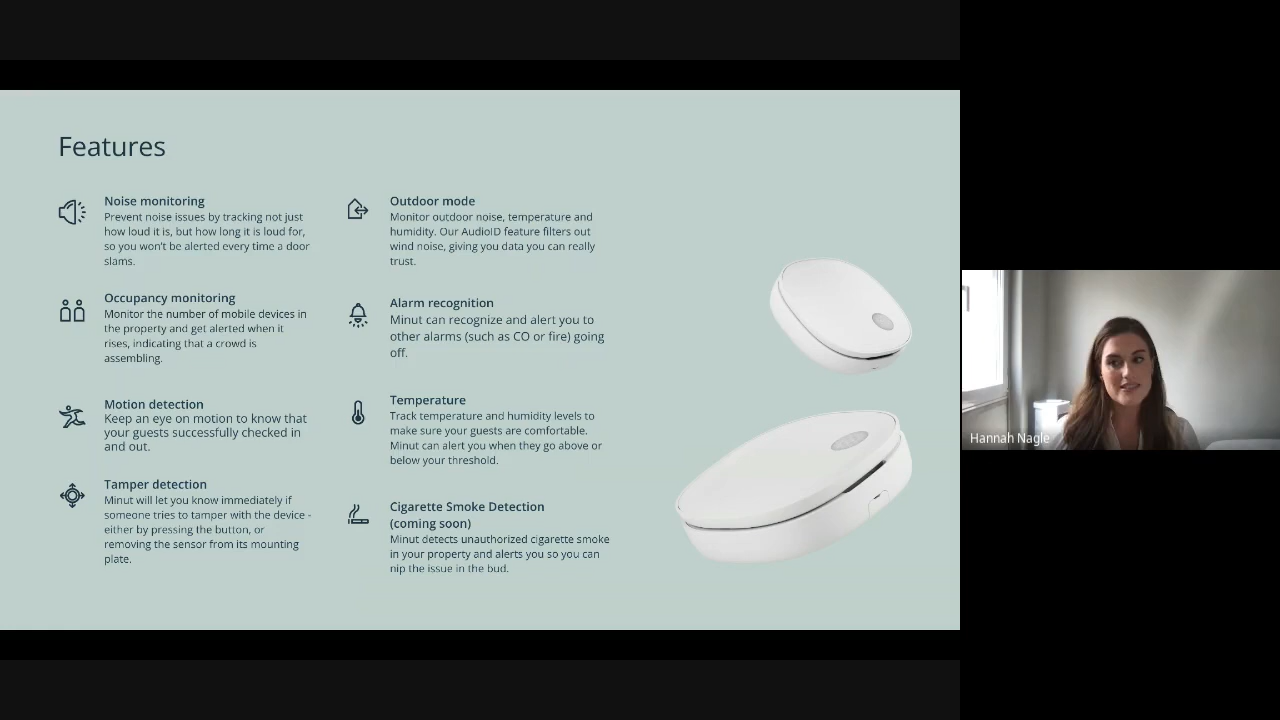 Features
Noise monitoring
Prevent noise issues by tracking not just
how loud it is, but how long it is loud for,
so you won't be alerted every time a door
slams.
Occupancy monitoring
Monitor the number of mobile devices in
the property and get alerted when it
rises, indicating that a crowd is
assembling.
Motion detection
Keep an eye on motion to know that
your guests successfully checked in
and out.
Tamper detection
Minut will let you know immediately if
someone tries to tamper with the device -
either by pressing the button, or
removing the sensor from its mounting
plate.
Outdoor mode
Monitor outdoor noise, temperature and
humidity. Our AudioID feature filters out
wind noise, giving you data you can really
trust.
Alarm recognition
Minut can recognize and alert you to
other alarms (such as CO or fire) going
off.
Temperature
Track temperature and humidity levels to
make sure your guests are comfortable.
Minut can alert you when they go above or
below your threshold.
Cigarette Smoke Detection
(coming soon)
Minut detects unauthorized cigarette smoke
in your property and alerts you so you can
nip the issue in the bud.
Hannah Nagle